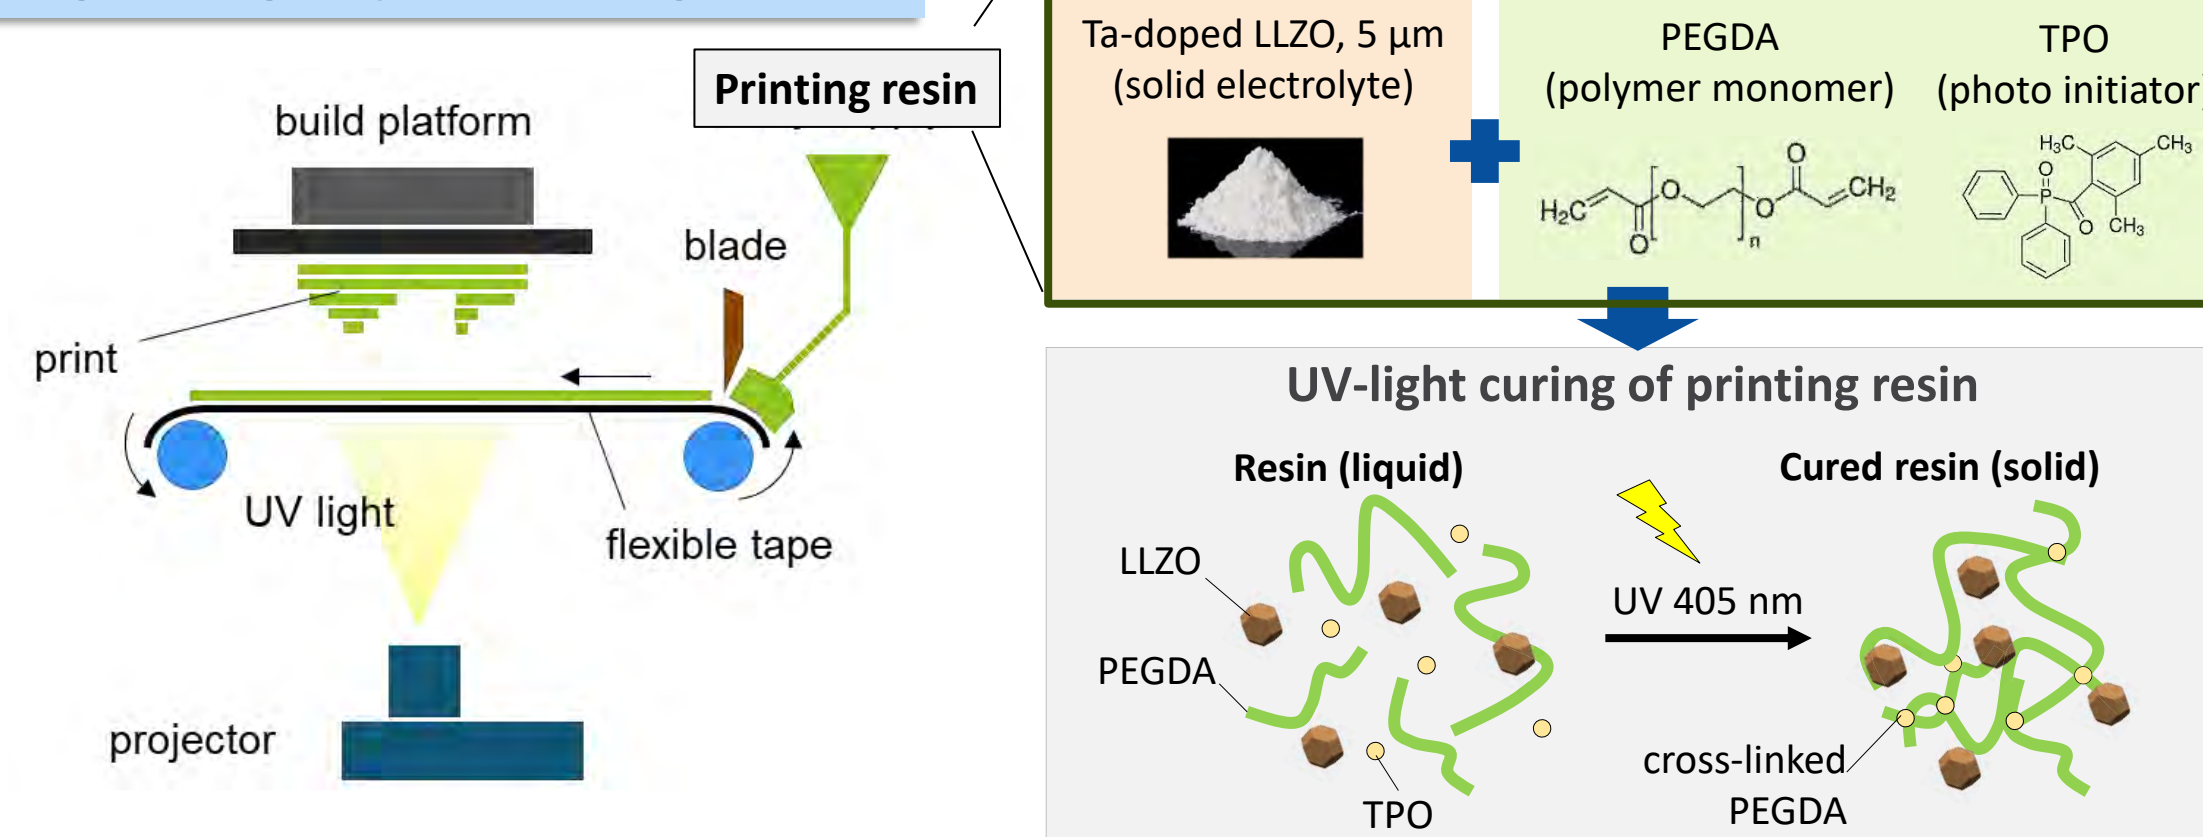 Printing resin
build platform
blade
print
UV light
flexible tape
projector
Ta-doped LLZO, 5 µm
(solid electrolyte)
PEGDA
(polymer monomer)
TPO
(photo initiator)
H₂C
O
O
n
O
O
CH₂
H₃C
CH₃
O
P
O
CH₃
UV-light curing of printing resin
Resin (liquid)
Cured resin (solid)
LLZO
PEGDA
TPO
UV 405 nm
cross-linked
PEGDA